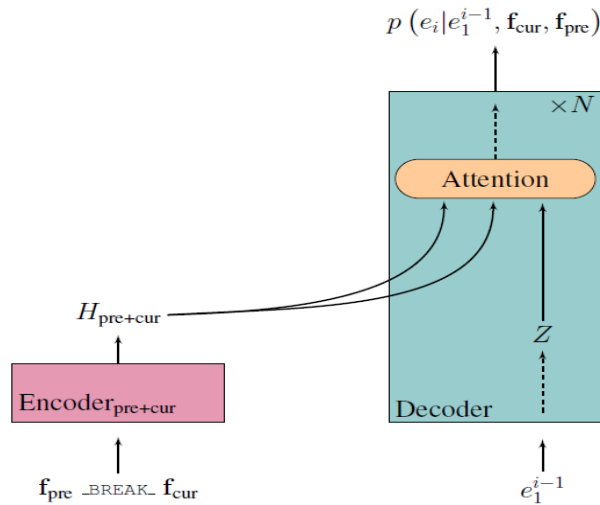 p (e_i|e_1^{i-1}, f_cur, f_pre)
×N
Attention
H_pre+cur
Z
Encoder_pre+cur
Decoder
f_pre _BREAK_ f_cur
e_1^{i-1}